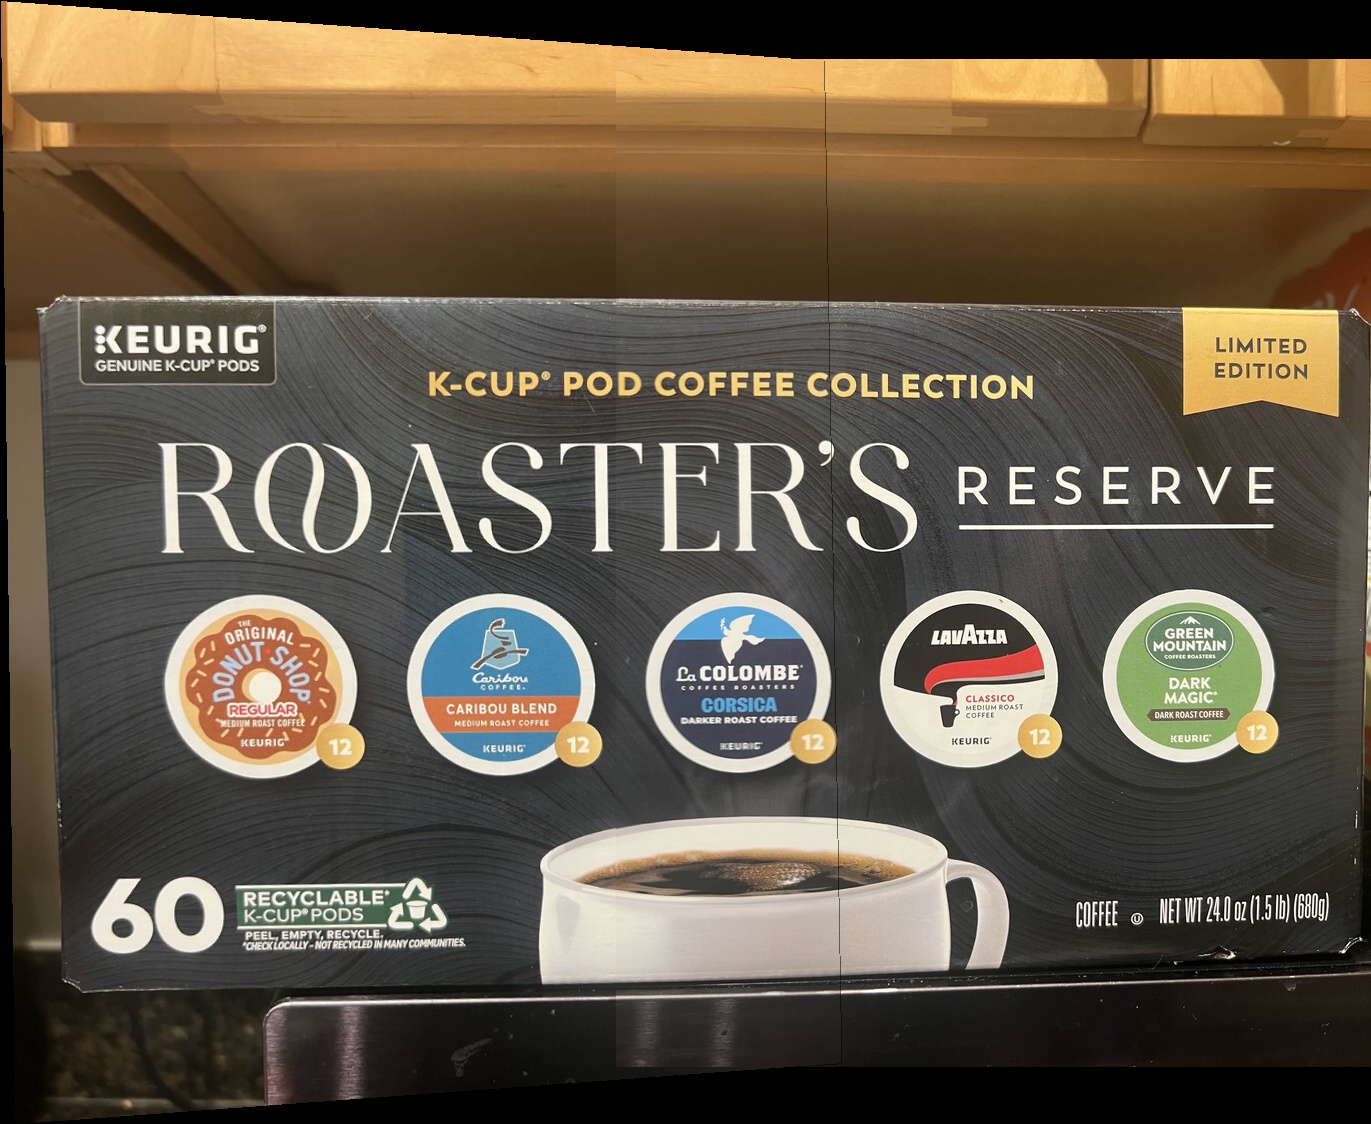 KEURIG®
GENUINE K-CUP® PODS
LIMITED
EDITION
K-CUP® POD COFFEE COLLECTION
ROASTER'S RESERVE
THE
ORIGINAL
DONUT SHOP
REGULAR
MEDIUM ROAST COFFEE
KEURIG®
12
Caribou
COFFEE®
CARIBOU BLEND
MEDIUM ROAST COFFEE
KEURIG®
12
La COLOMBE®
COFFEE ROASTERS
CORSICA
DARKER ROAST COFFEE
KEURIG®
12
LAVAZZA
CLASSICO
MEDIUM ROAST
COFFEE
KEURIG®
12
GREEN
MOUNTAIN
COFFEE ROASTERS
DARK
MAGIC®
DARK ROAST COFFEE
KEURIG®
12
60
RECYCLABLE*
K-CUP® PODS
PEEL, EMPTY, RECYCLE.
*CHECK LOCALLY - NOT RECYCLED IN MANY COMMUNITIES.
COFFEE U NET WT 24.0 oz (1.5 lb) (680g)